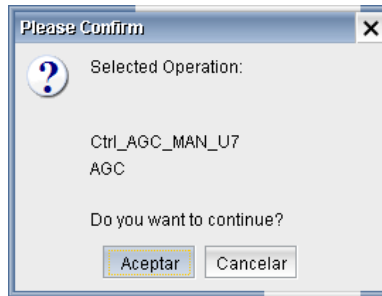 Please Confirm
Selected Operation:
Ctrl_AGC_MAN_U7
AGC
Do you want to continue?
Aceptar
Cancelar